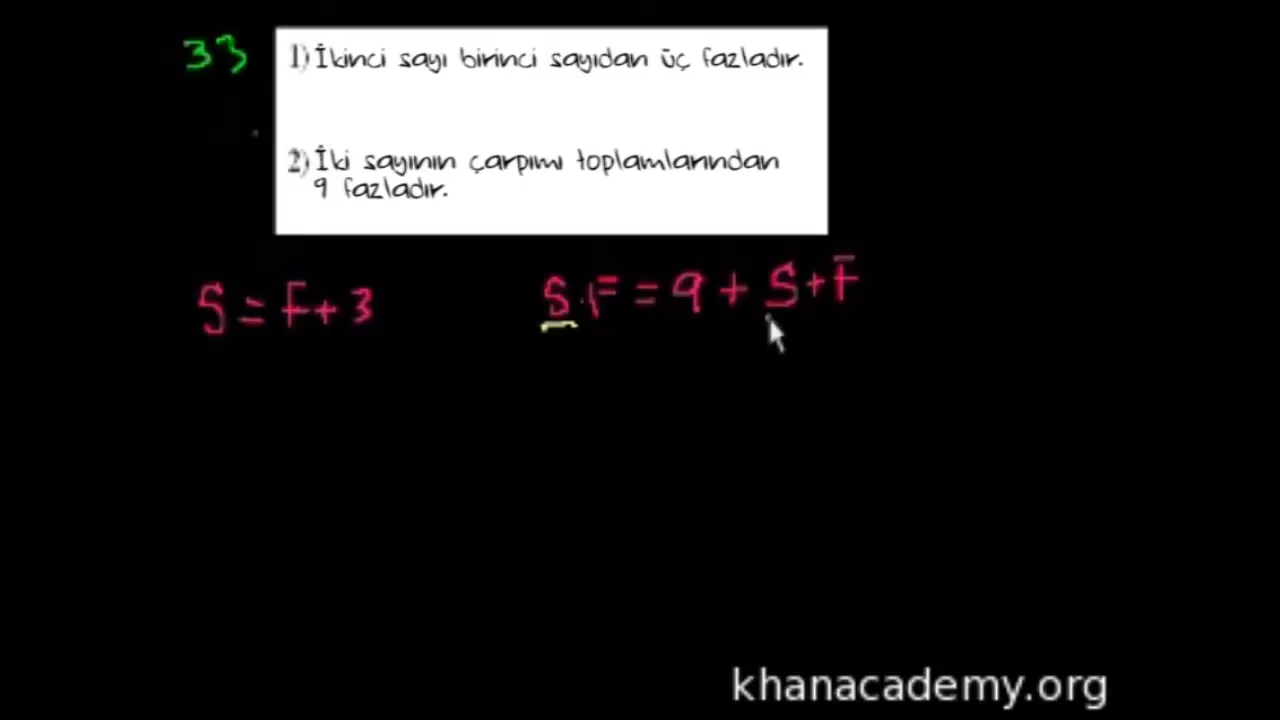 33
1) İkinci sayı birinci sayıdan üç fazladır.
2) İki sayının çarpımı toplamlarından
9 fazladır.
S = F + 3
S · F = 9 + S + F
khanacademy.org